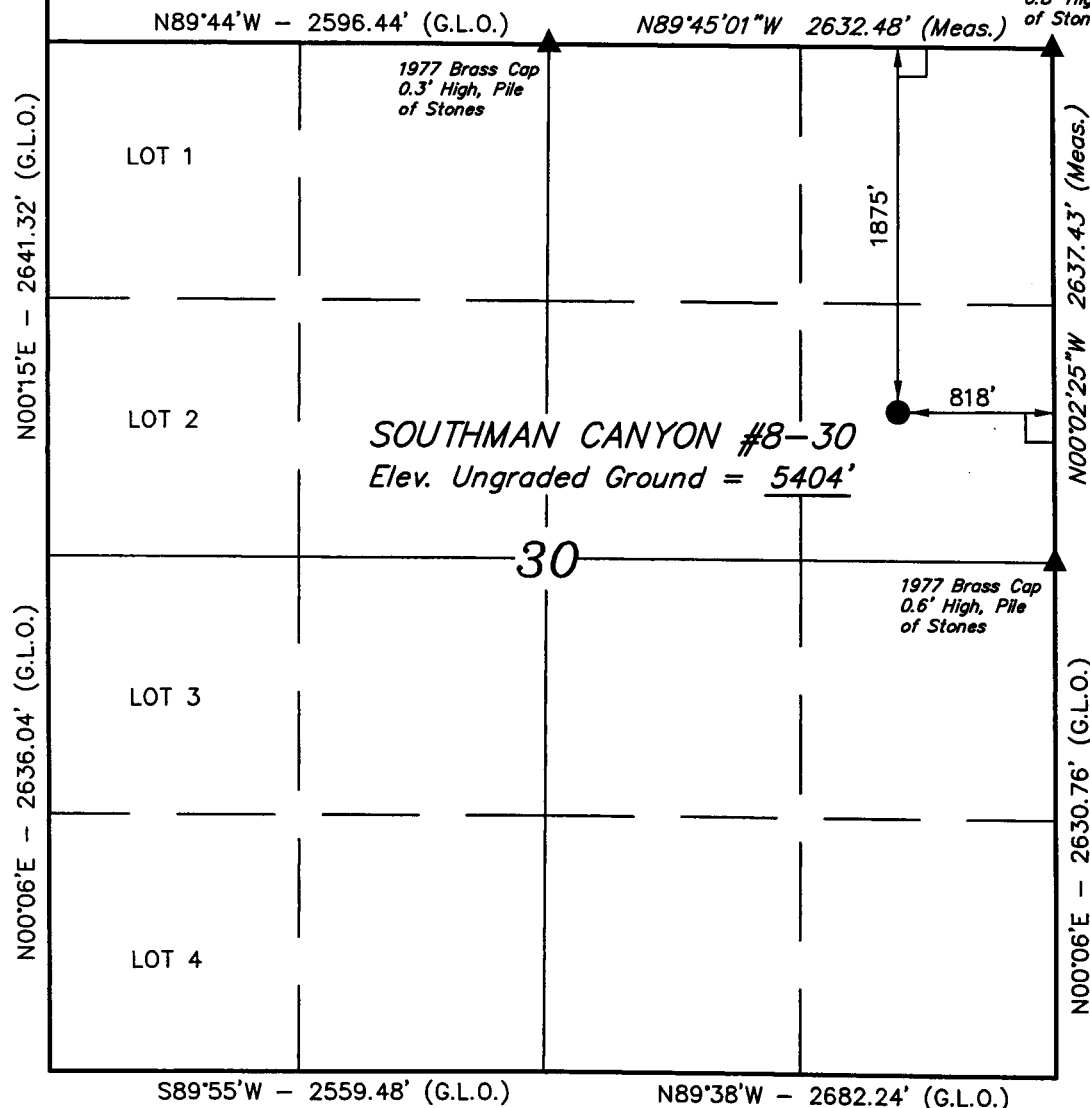 N89°44'W - 2596.44' (G.L.O.)
N89°45'01"W 2632.48' (Meas.)
of Ston
1977 Brass Cap
0.3' High, Pile
of Stones
N00°15'E - 2641.32' (G.L.O.)
LOT 1
1875'
N00°02'25"W 2637.43' (Meas.)
LOT 2
818'
SOUTHMAN CANYON #8-30
Elev. Ungraded Ground = 5404'
30
1977 Brass Cap
0.6' High, Pile
of Stones
N00°06'E - 2636.04' (G.L.O.)
LOT 3
N00°06'E - 2630.76' (G.L.O.)
LOT 4
S89°55'W - 2559.48' (G.L.O.)
N89°38'W - 2682.24' (G.L.O.)